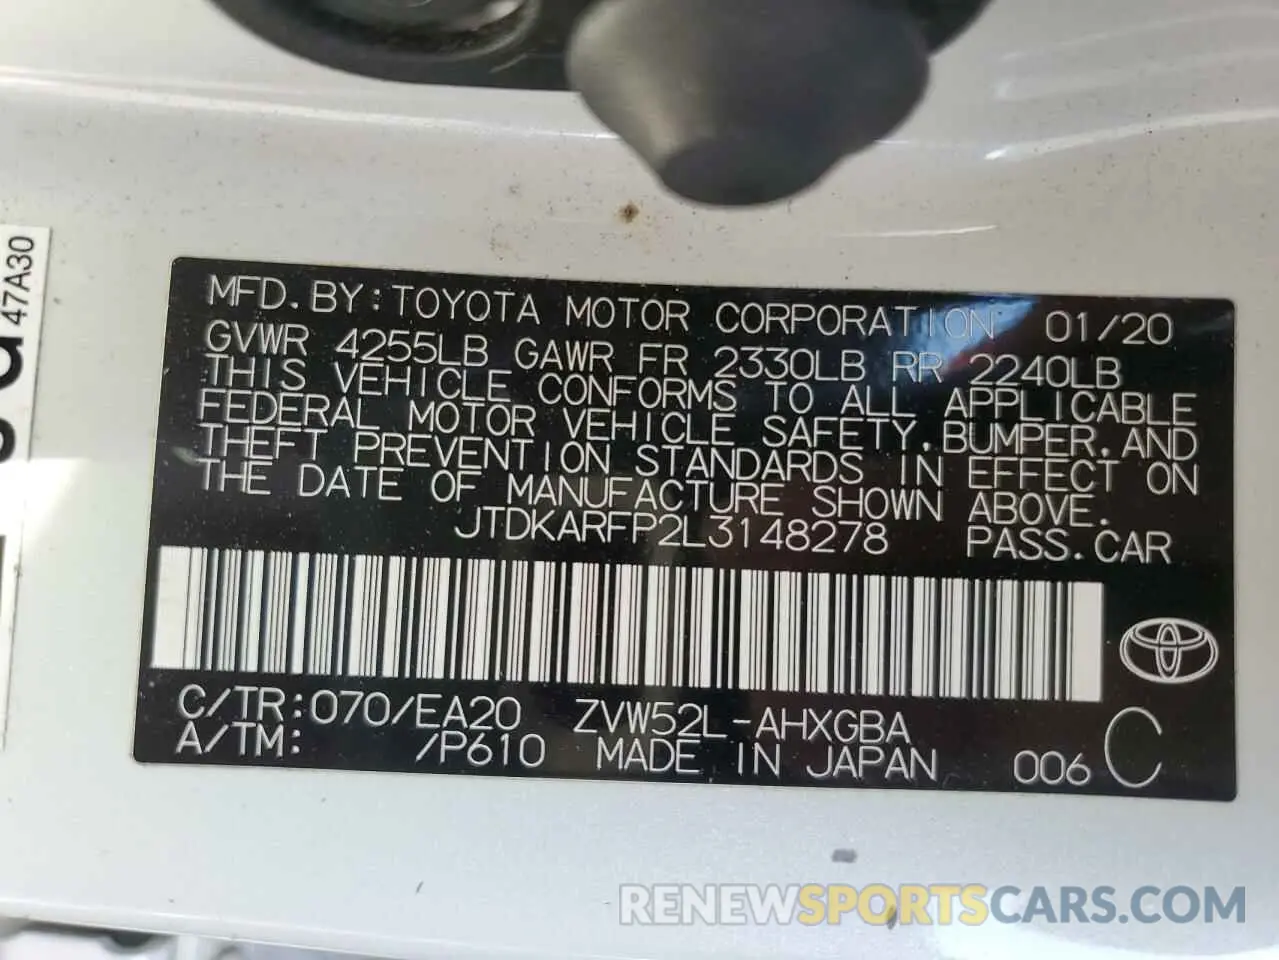 MFD.BY:TOYOTA MOTOR CORPORATION 01/20
GVWR 4255LB GAWR FR 2330LB RR 2240LB
THIS VEHICLE CONFORMS TO ALL APPLICABLE
FEDERAL MOTOR VEHICLE SAFETY,BUMPER,AND
THEFT PREVENTION STANDARDS IN EFFECT ON
THE DATE OF MANUFACTURE SHOWN ABOVE.
JTDKARFP2L3148278 PASS.CAR
C/TR:070/EA20 ZVW52L-AHXGBA
A/TM: /P610 MADE IN JAPAN 006 C
47A30
RENEWSPORTSCARS.COM